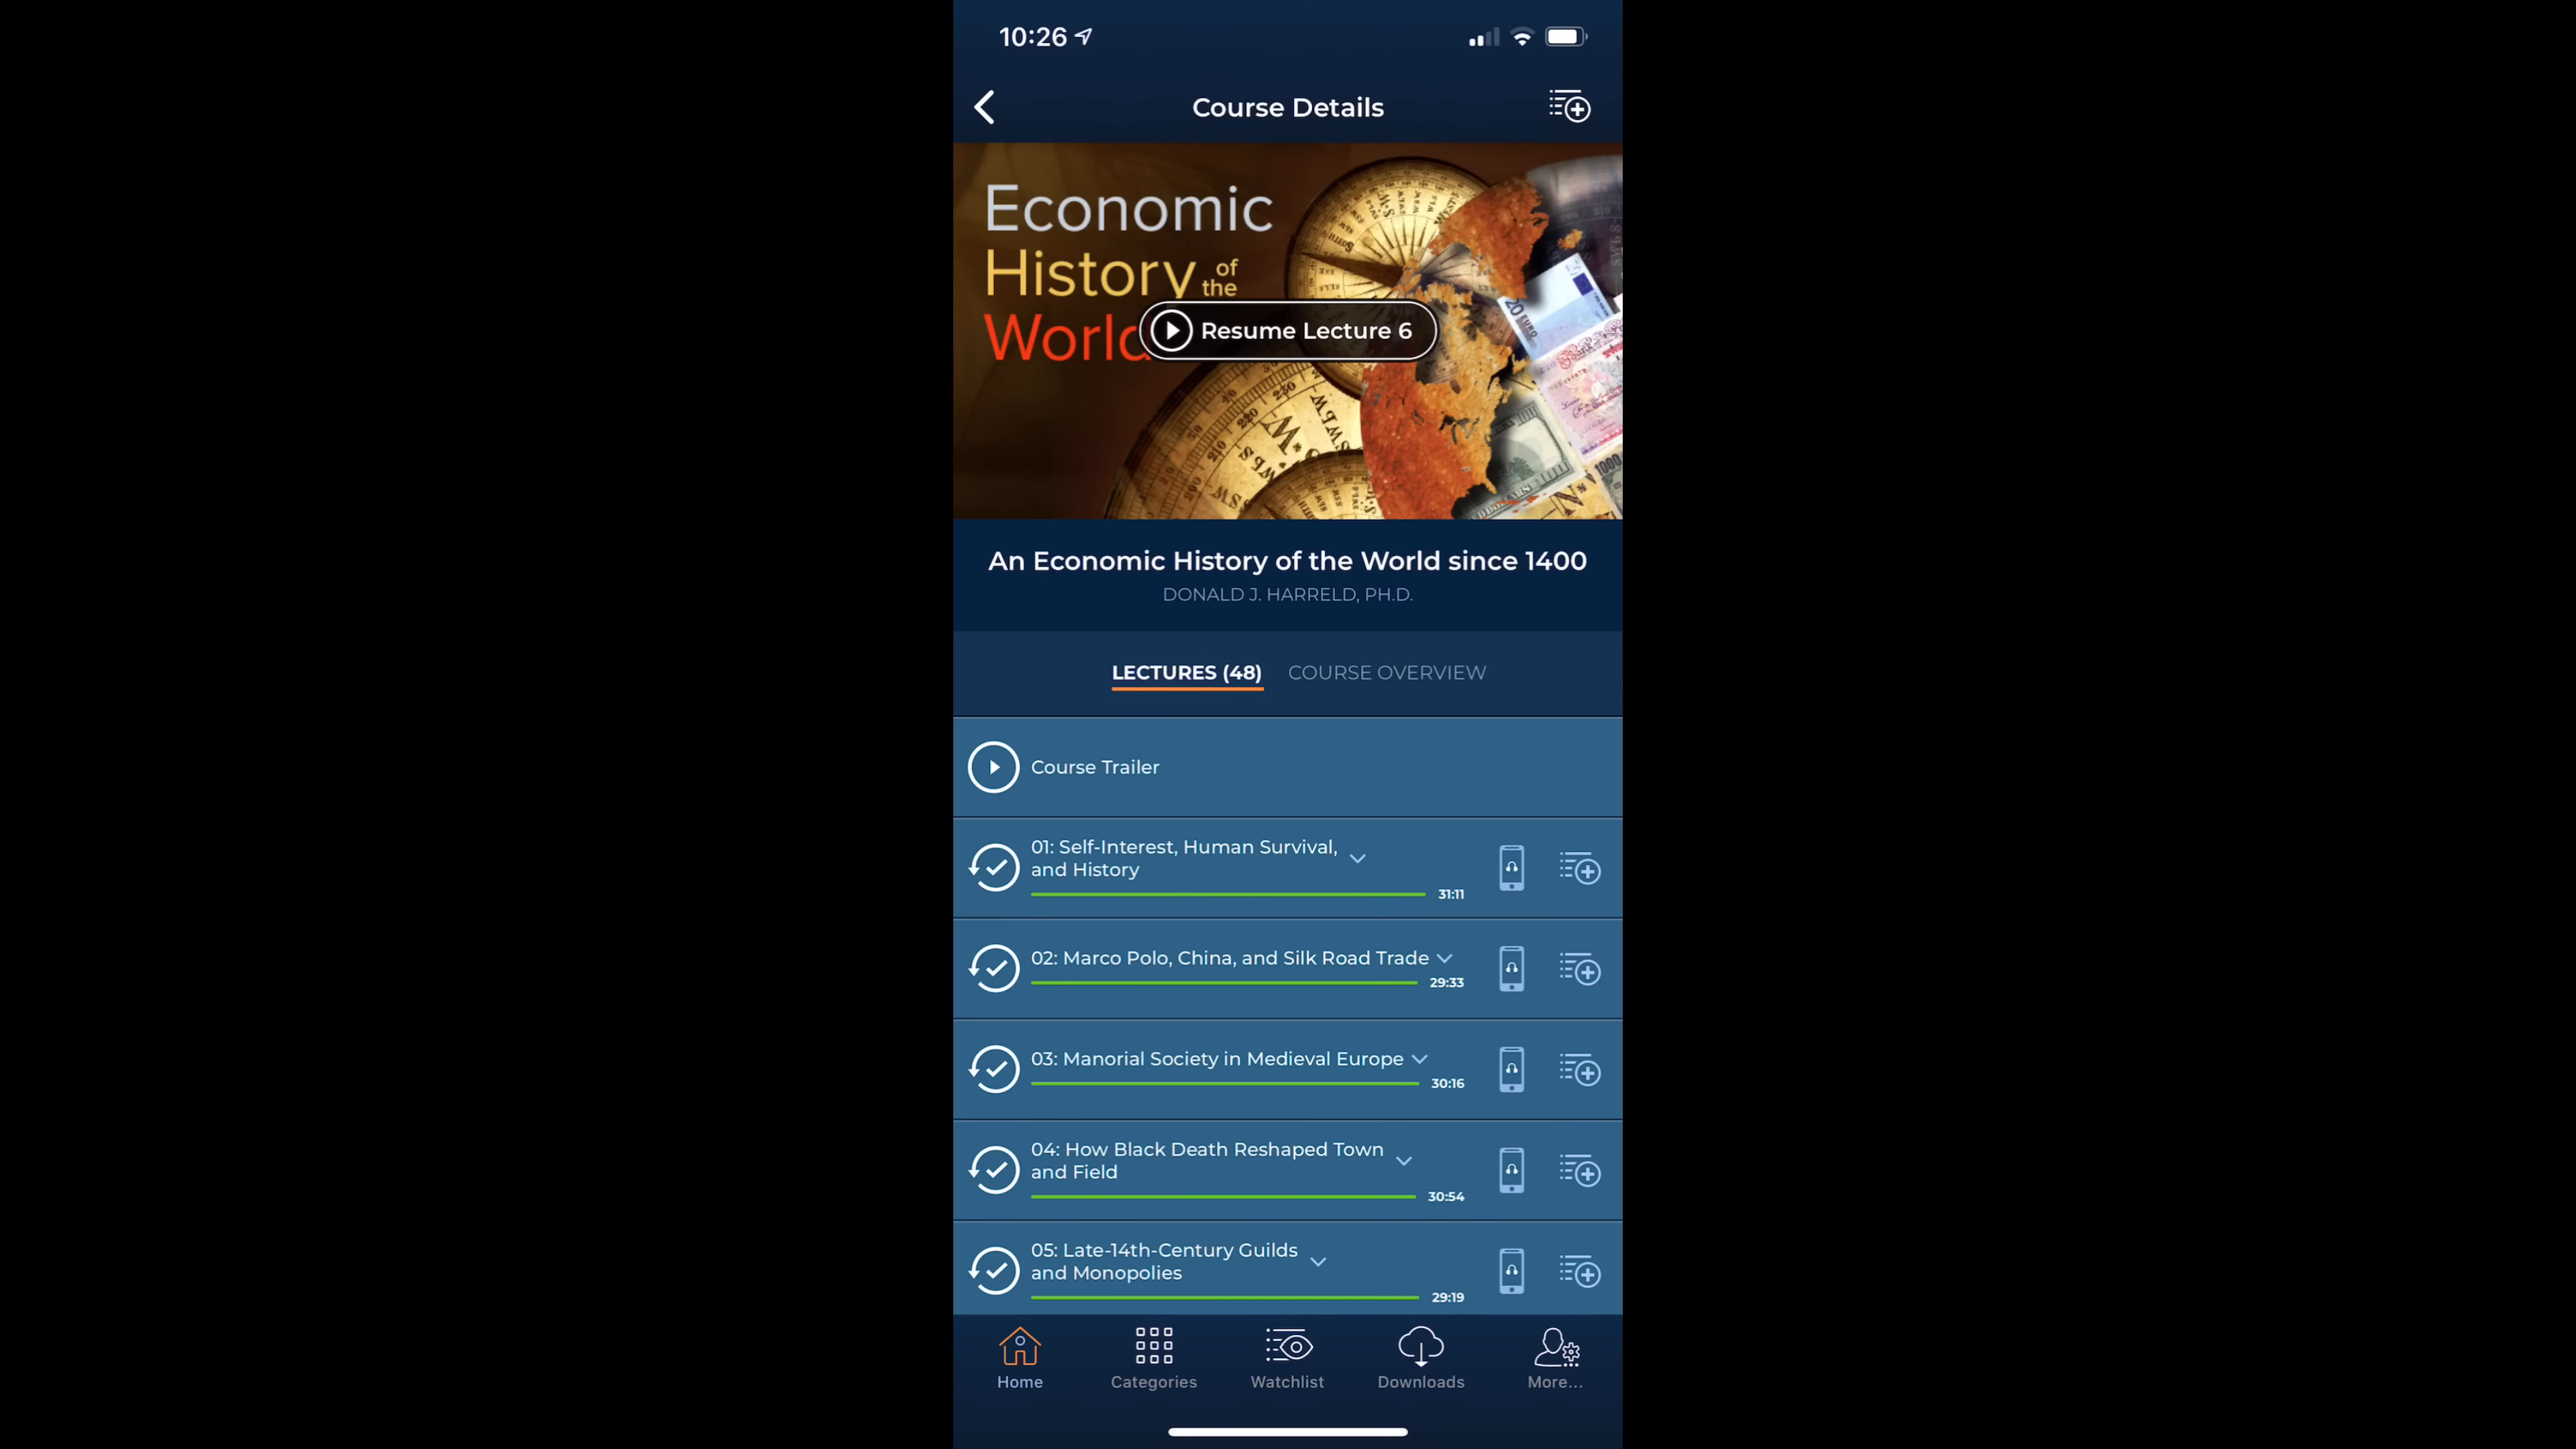 10:26
Course Details
Economic
History of the
World
Resume Lecture 6
An Economic History of the World since 1400
DONALD J. HARRELD, PH.D.
LECTURES (48) COURSE OVERVIEW
Course Trailer
01: Self-Interest, Human Survival,
and History
31:11
02: Marco Polo, China, and Silk Road Trade
29:33
03: Manorial Society in Medieval Europe
30:16
04: How Black Death Reshaped Town
and Field
30:54
05: Late-14th-Century Guilds
and Monopolies
29:19
Home Categories Watchlist Downloads More...